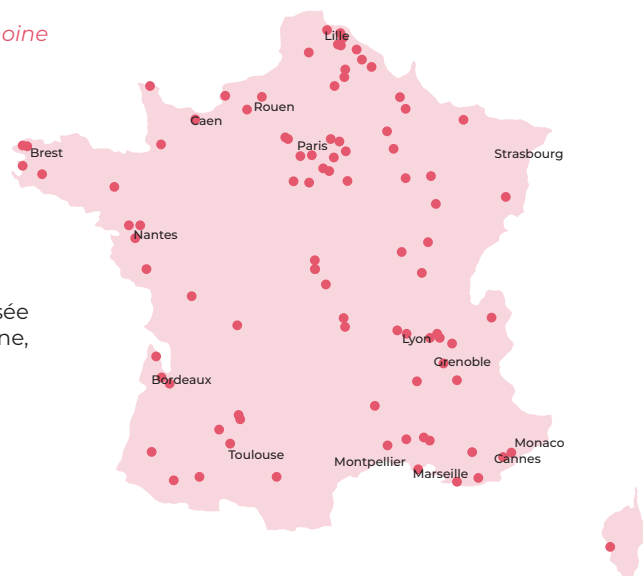 oine
Lille
Rouen
Caen
Paris
Brest
Strasbourg
Nantes
sée
ne,
Lyon
Grenoble
Bordeaux
Monaco
Toulouse
Cannes
Montpellier
Marseille